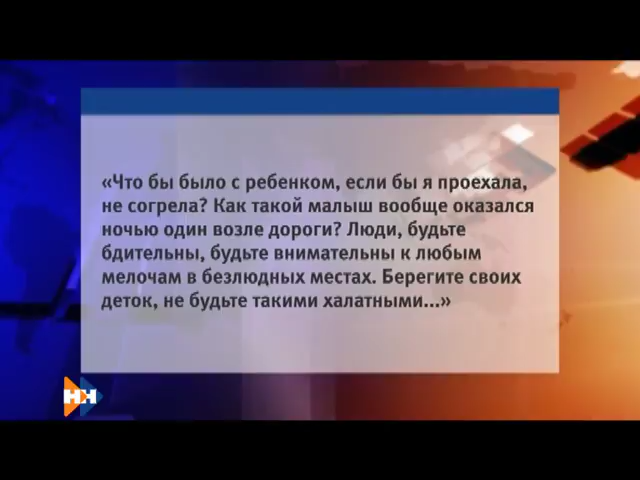 «Что бы было с ребенком, если бы я проехала,
не согрела? Как такой малыш вообще оказался
ночью один возле дороги? Люди, будьте
бдительны, будьте внимательны к любым
мелочам в безлюдных местах. Берегите своих
деток, не будьте такими халатными...»
НН